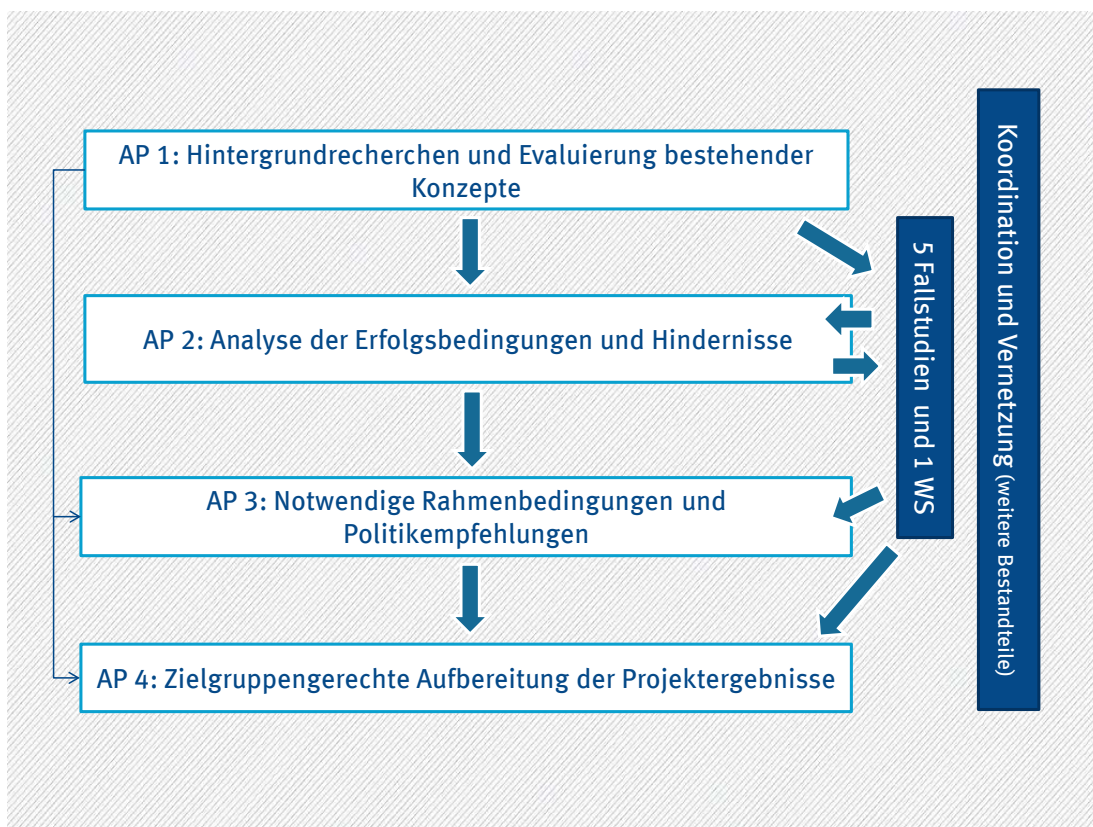 AP 1: Hintergrundrecherchen und Evaluierung bestehender
Konzepte
AP 2: Analyse der Erfolgsbedingungen und Hindernisse
AP 3: Notwendige Rahmenbedingungen und
Politikempfehlungen
AP 4: Zielgruppengerechte Aufbereitung der Projektergebnisse
5 Fallstudien und 1 WS
Koordination und Vernetzung (weitere Bestandteile)